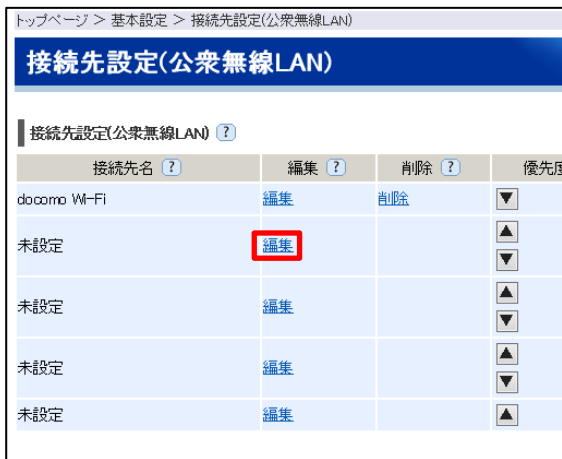 トップページ > 基本設定 > 接続先設定(公衆無線LAN)
接続先設定(公衆無線LAN)
接続先設定(公衆無線LAN) ?
接続先名 ? 編集 ? 削除 ? 優先度
docomo Wi-Fi 編集 削除 ▼
未設定 編集 ▲
▼
未設定 編集 ▲
▼
未設定 編集 ▲
▼
未設定 編集 ▲